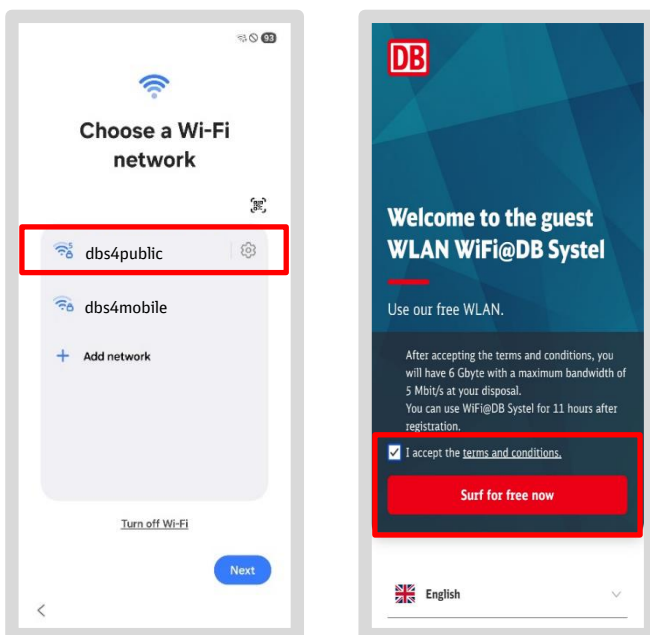 93
Choose a Wi-Fi
network
dbs4public
dbs4mobile
Add network
Turn off Wi-Fi
Next
DB
Welcome to the guest
WLAN WiFi@DB Systel
Use our free WLAN.
After accepting the terms and conditions, you
will have 6 Gbyte with a maximum bandwidth of
5 Mbit/s at your disposal.
You can use WiFi@DB Systel for 11 hours after
registration.
I accept the terms and conditions.
Surf for free now
English